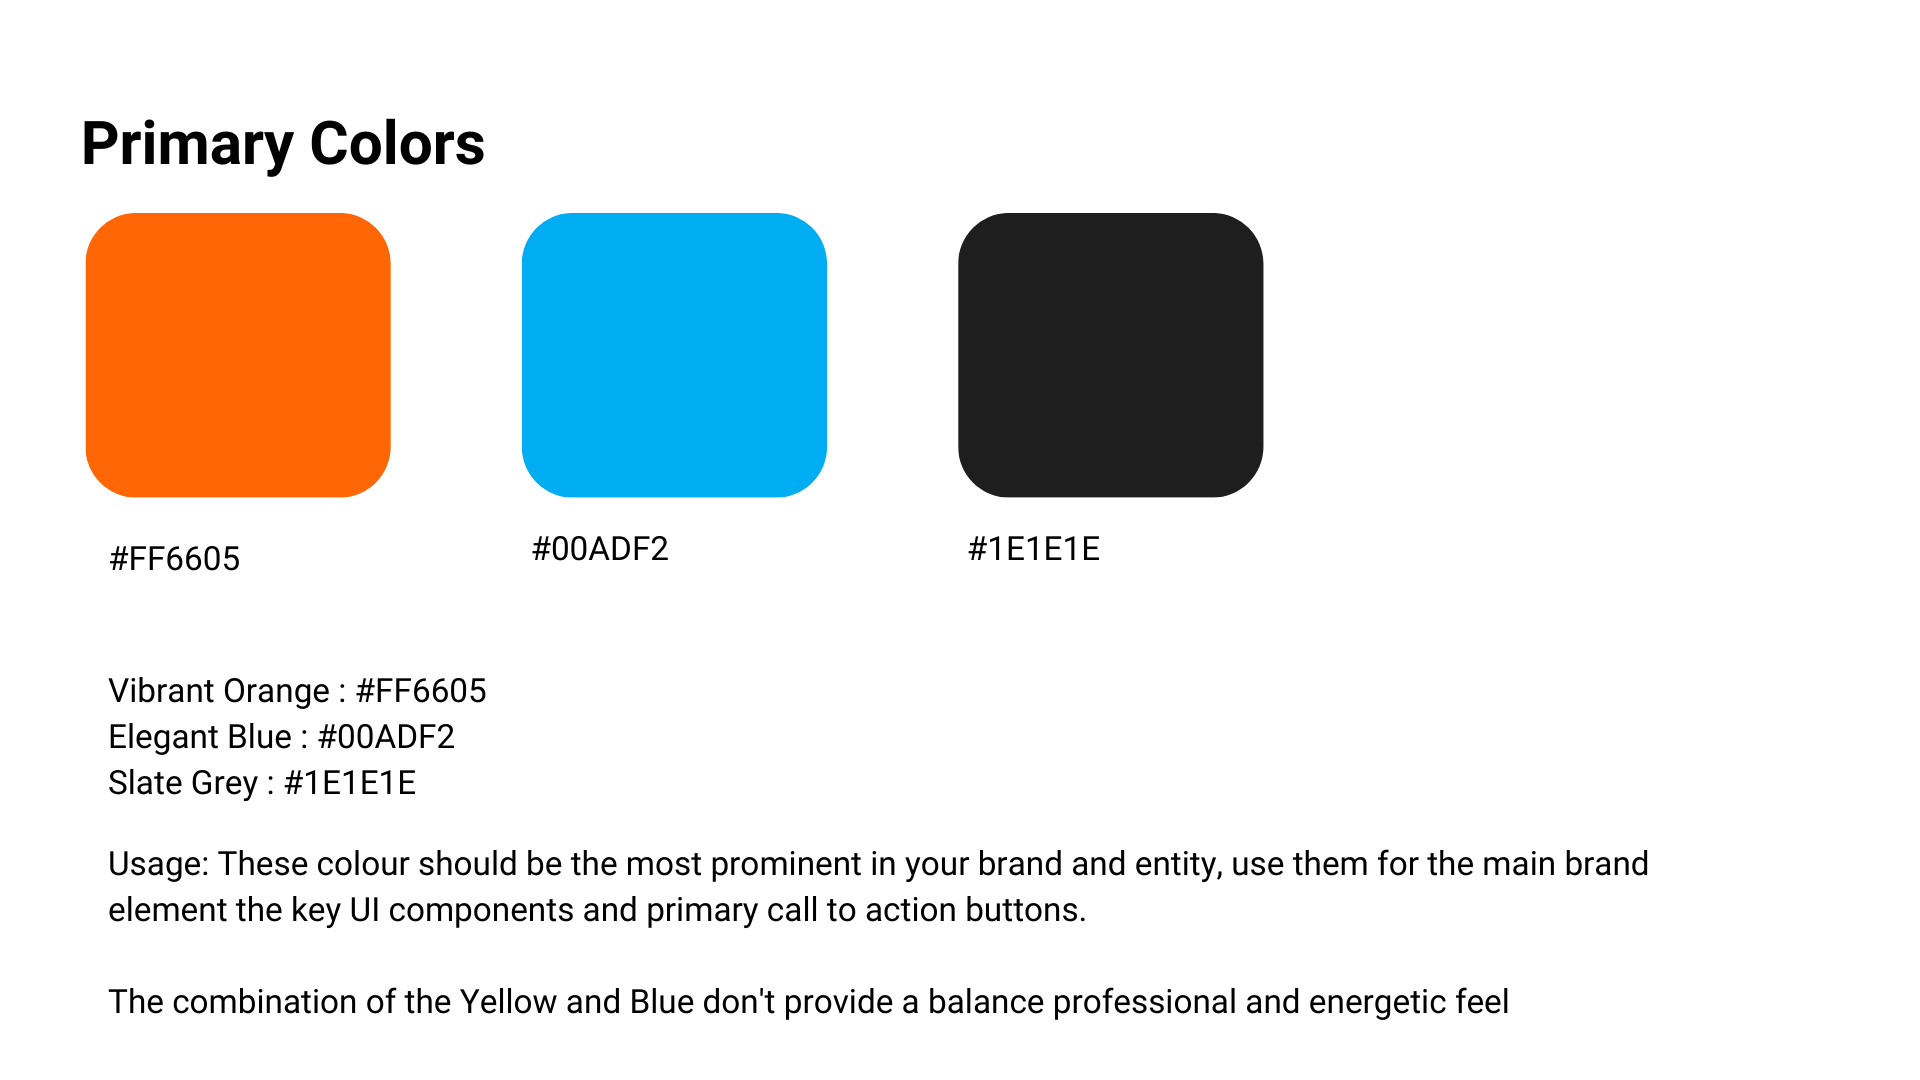 Primary Colors
#FF6605
#00ADF2
#1E1E1E
Vibrant Orange : #FF6605
Elegant Blue : #00ADF2
Slate Grey : #1E1E1E
Usage: These colour should be the most prominent in your brand and entity, use them for the main brand
element the key UI components and primary call to action buttons.
The combination of the Yellow and Blue don't provide a balance professional and energetic feel